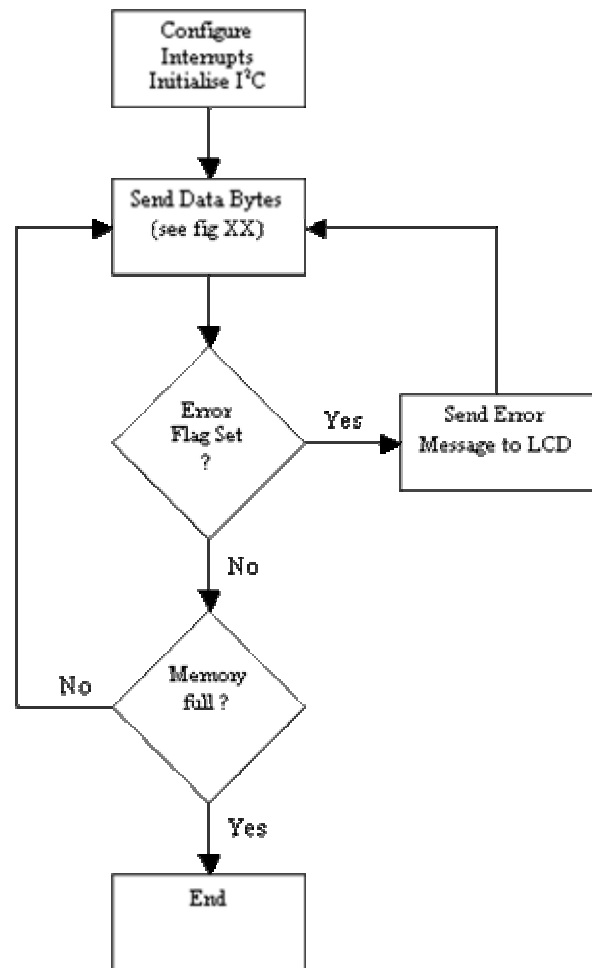 Configure
Interrupts
Initialise I²C
Send Data Bytes
(see fig XX)
Error
Flag Set
?
Yes
Send Error
Message to LCD
No
Memory
full ?
No
Yes
End